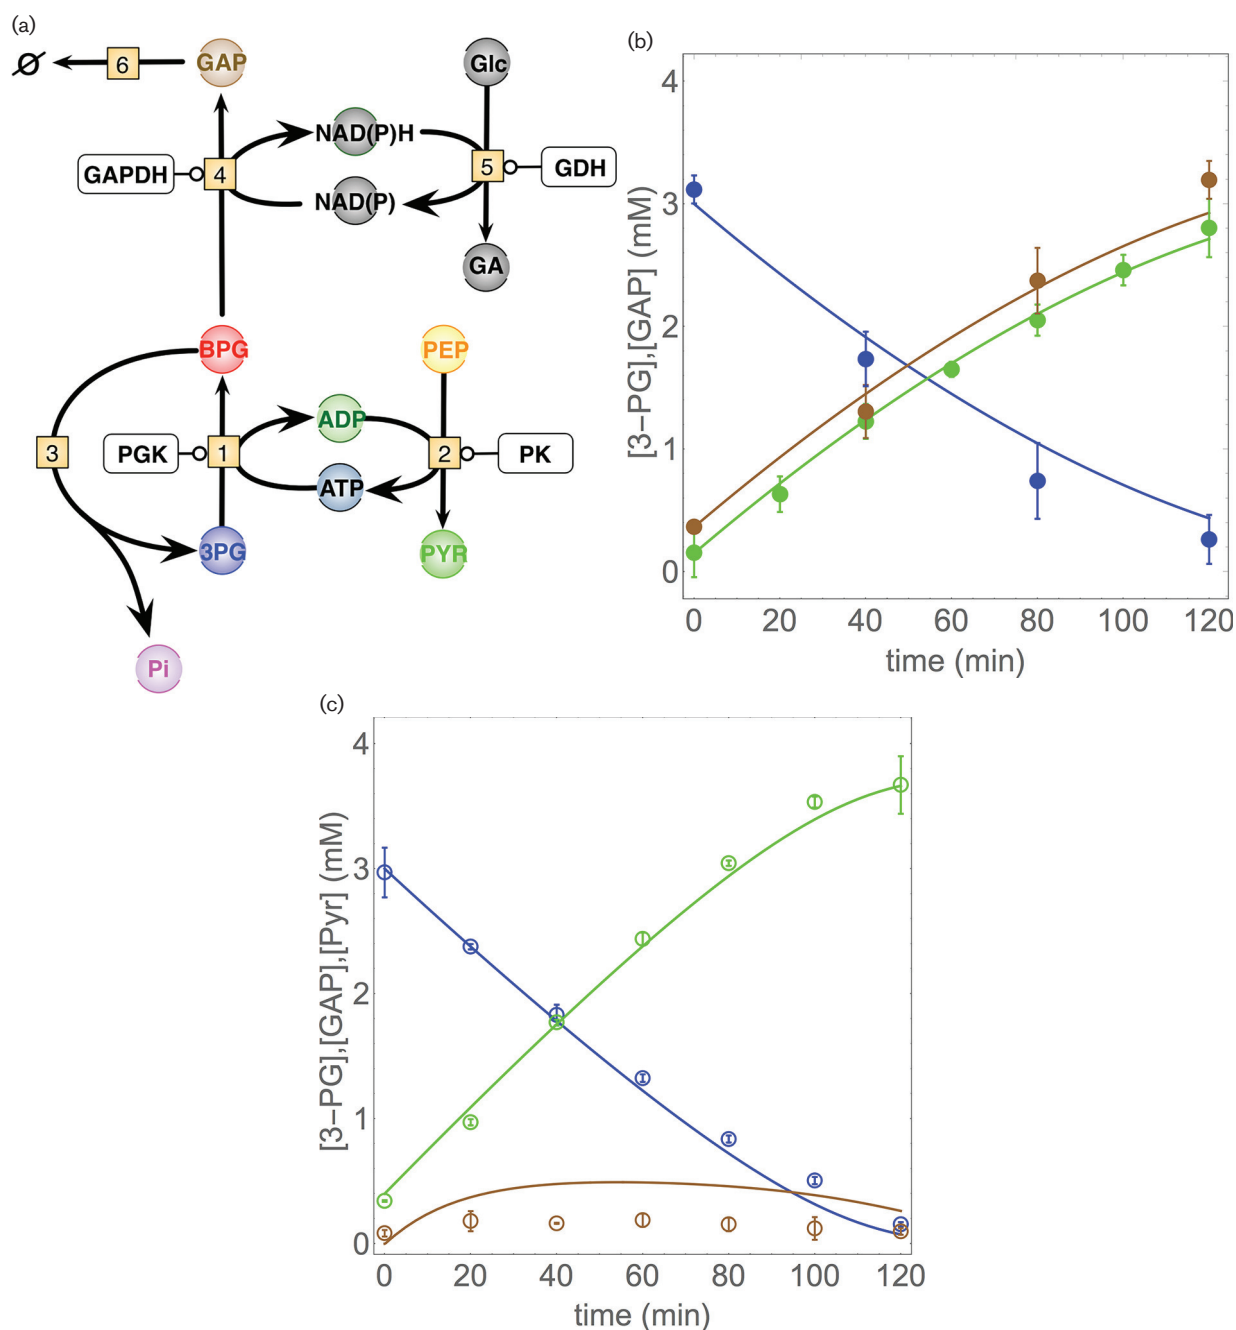 (a)
Ø
6
GAP
Glc
NAD(P)H
GAPDH
4
5
GDH
NAD(P)
GA
BPG
PEP
ADP
3
PGK
1
2
PK
ATP
3PG
PYR
Pi
(b)
[3-PG],[GAP] (mM)
4
3
2
1
0
0 20 40 60 80 100 120
time (min)
(c)
[3-PG],[GAP],[Pyr] (mM)
4
3
2
1
0
0 20 40 60 80 100 120
time (min)